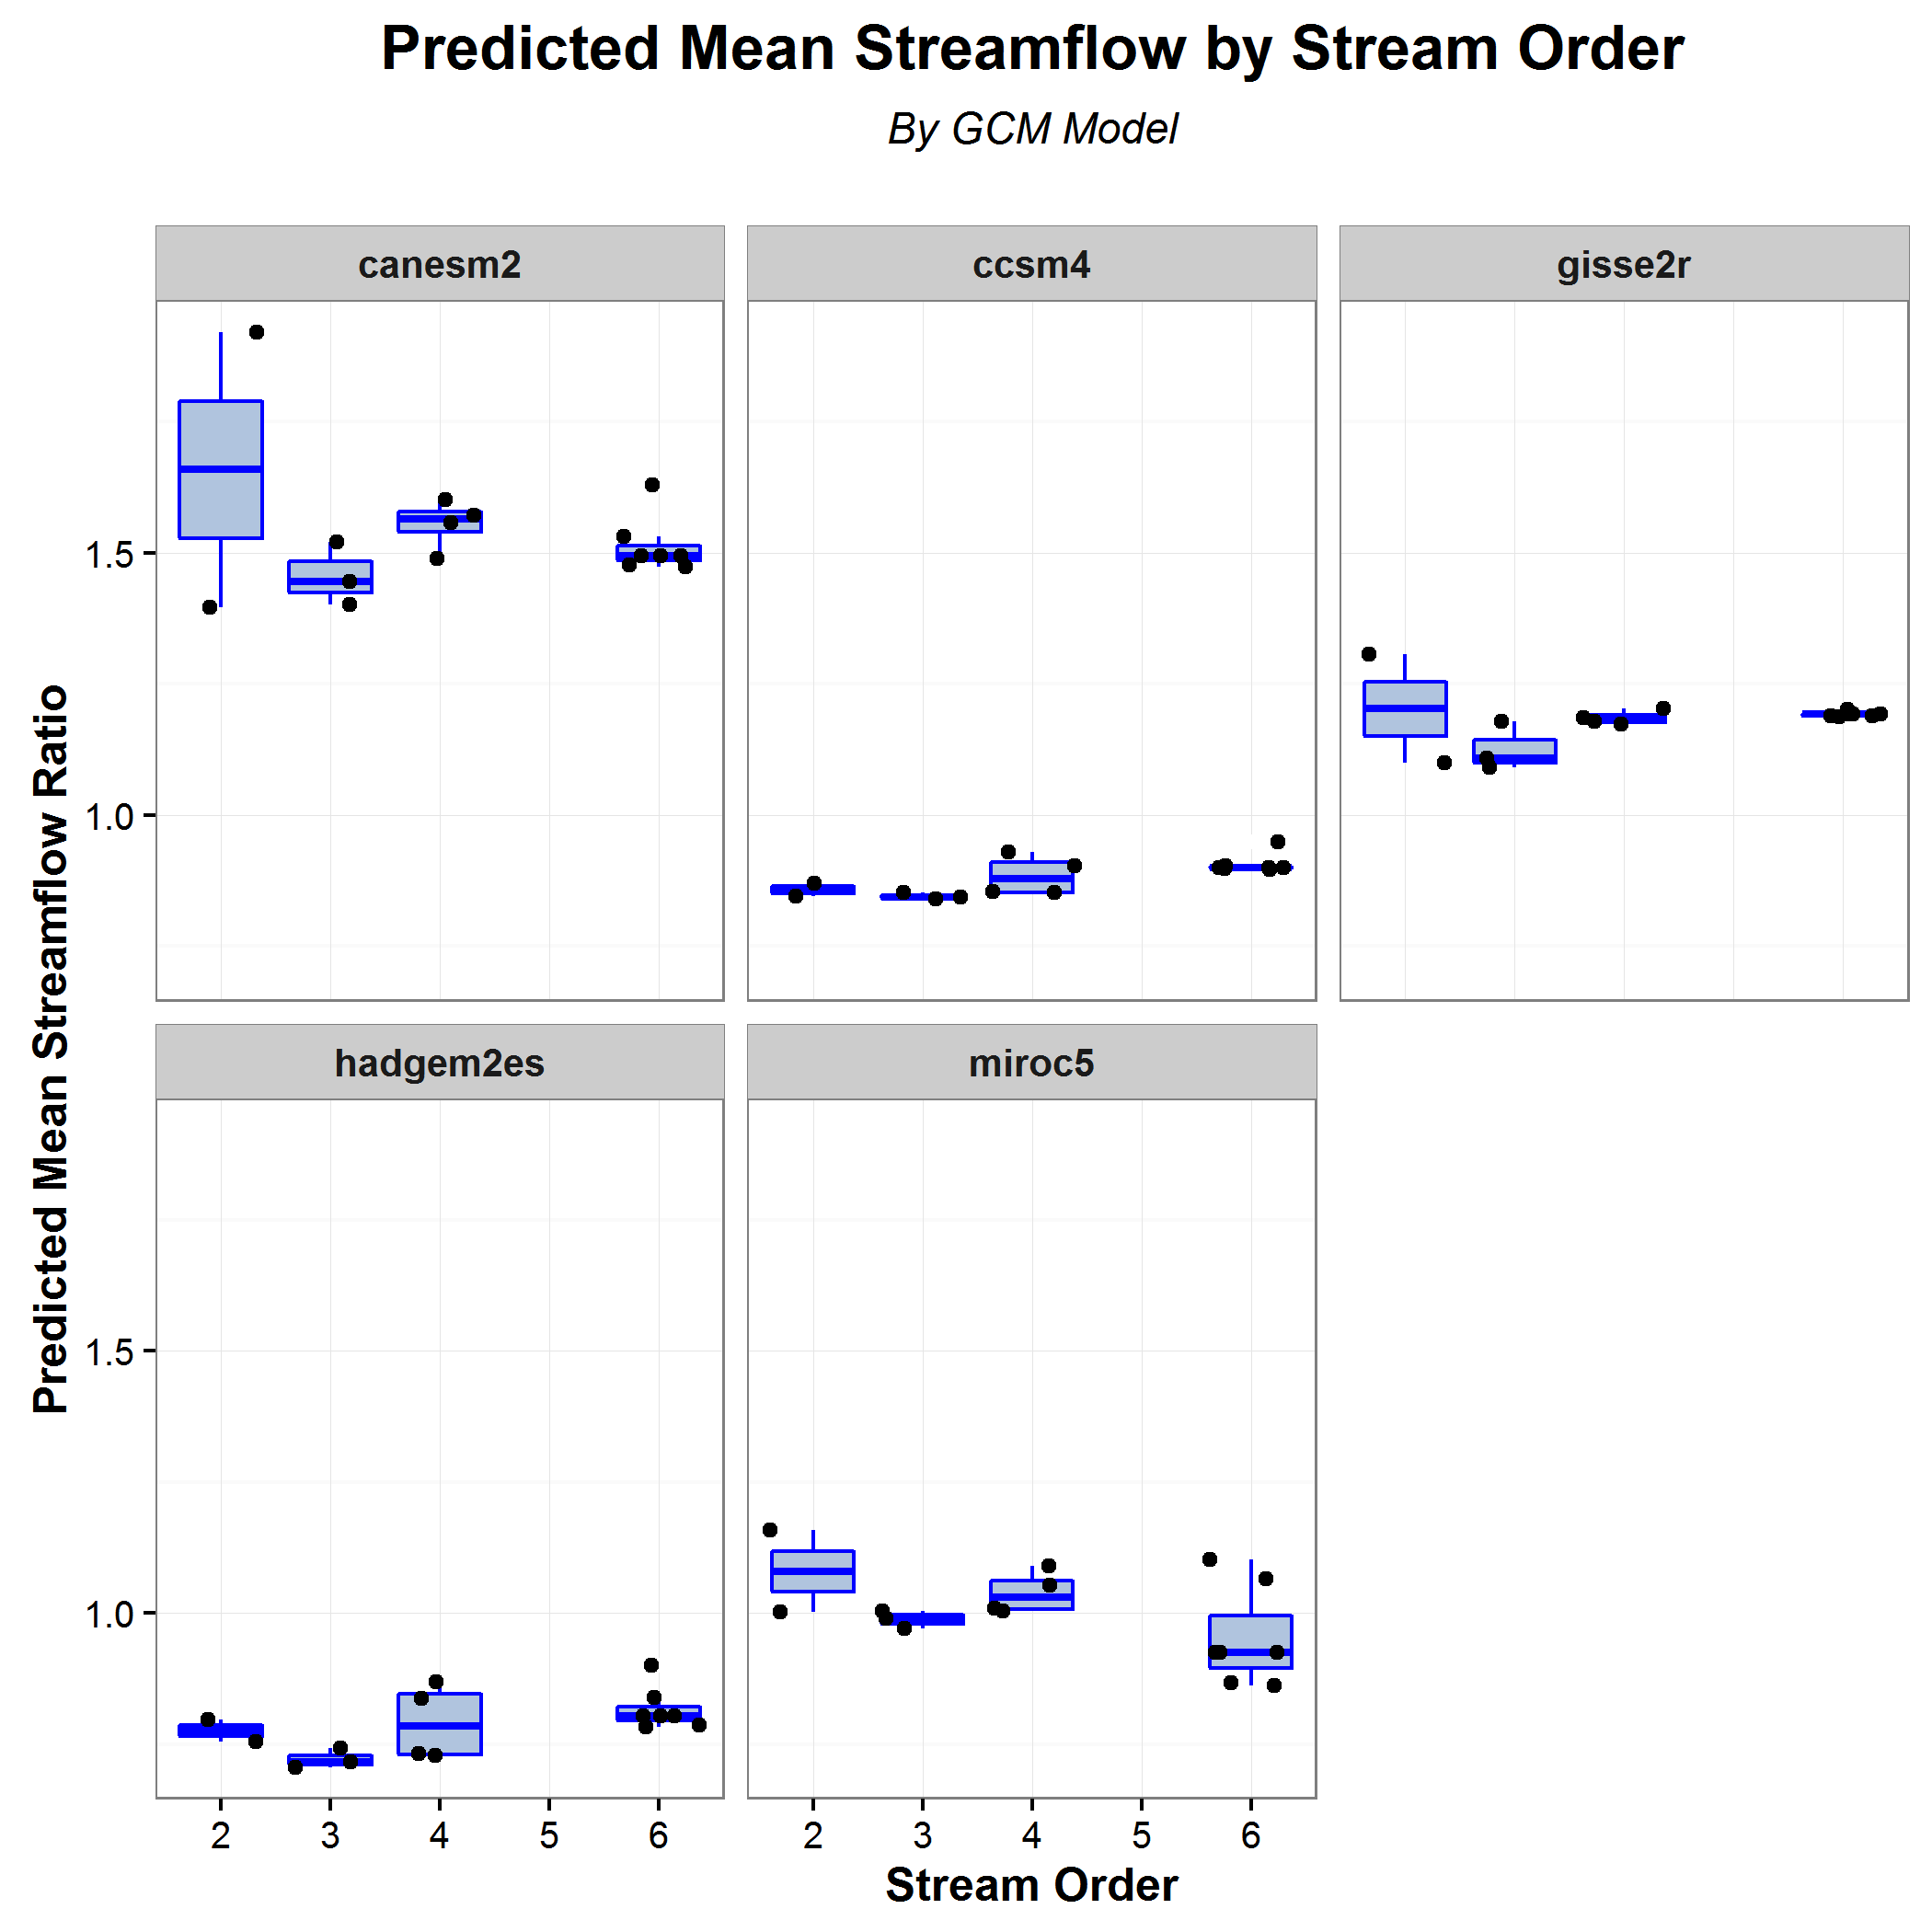 Predicted Mean Streamflow by Stream Order
By GCM Model
canesm2
ccsm4
gisse2r
1.5
1.0
Predicted Mean Streamflow Ratio
hadgem2es
miroc5
1.5
1.0
2 3 4 5 6
2 3 4 5 6
Stream Order